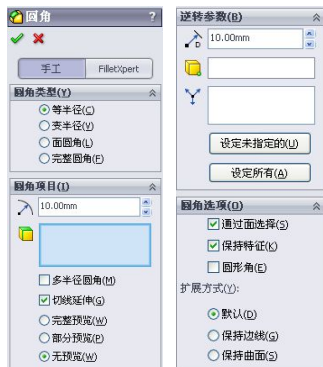 圆角 ?
手工 FilletXpert
圆角类型(Y)
等半径(C)
变半径(V)
面圆角(L)
完整圆角(F)
圆角项目(I)
10.00mm
多半径圆角(M)
切线延伸(G)
完整预览(W)
部分预览(P)
无预览(W)
逆转参数(B)
D
10.00mm
设定未指定的(U)
设定所有(A)
圆角选项(O)
通过面选择(S)
保持特征(K)
圆形角(E)
扩展方式(Y):
默认(D)
保持边线(G)
保持曲面(S)